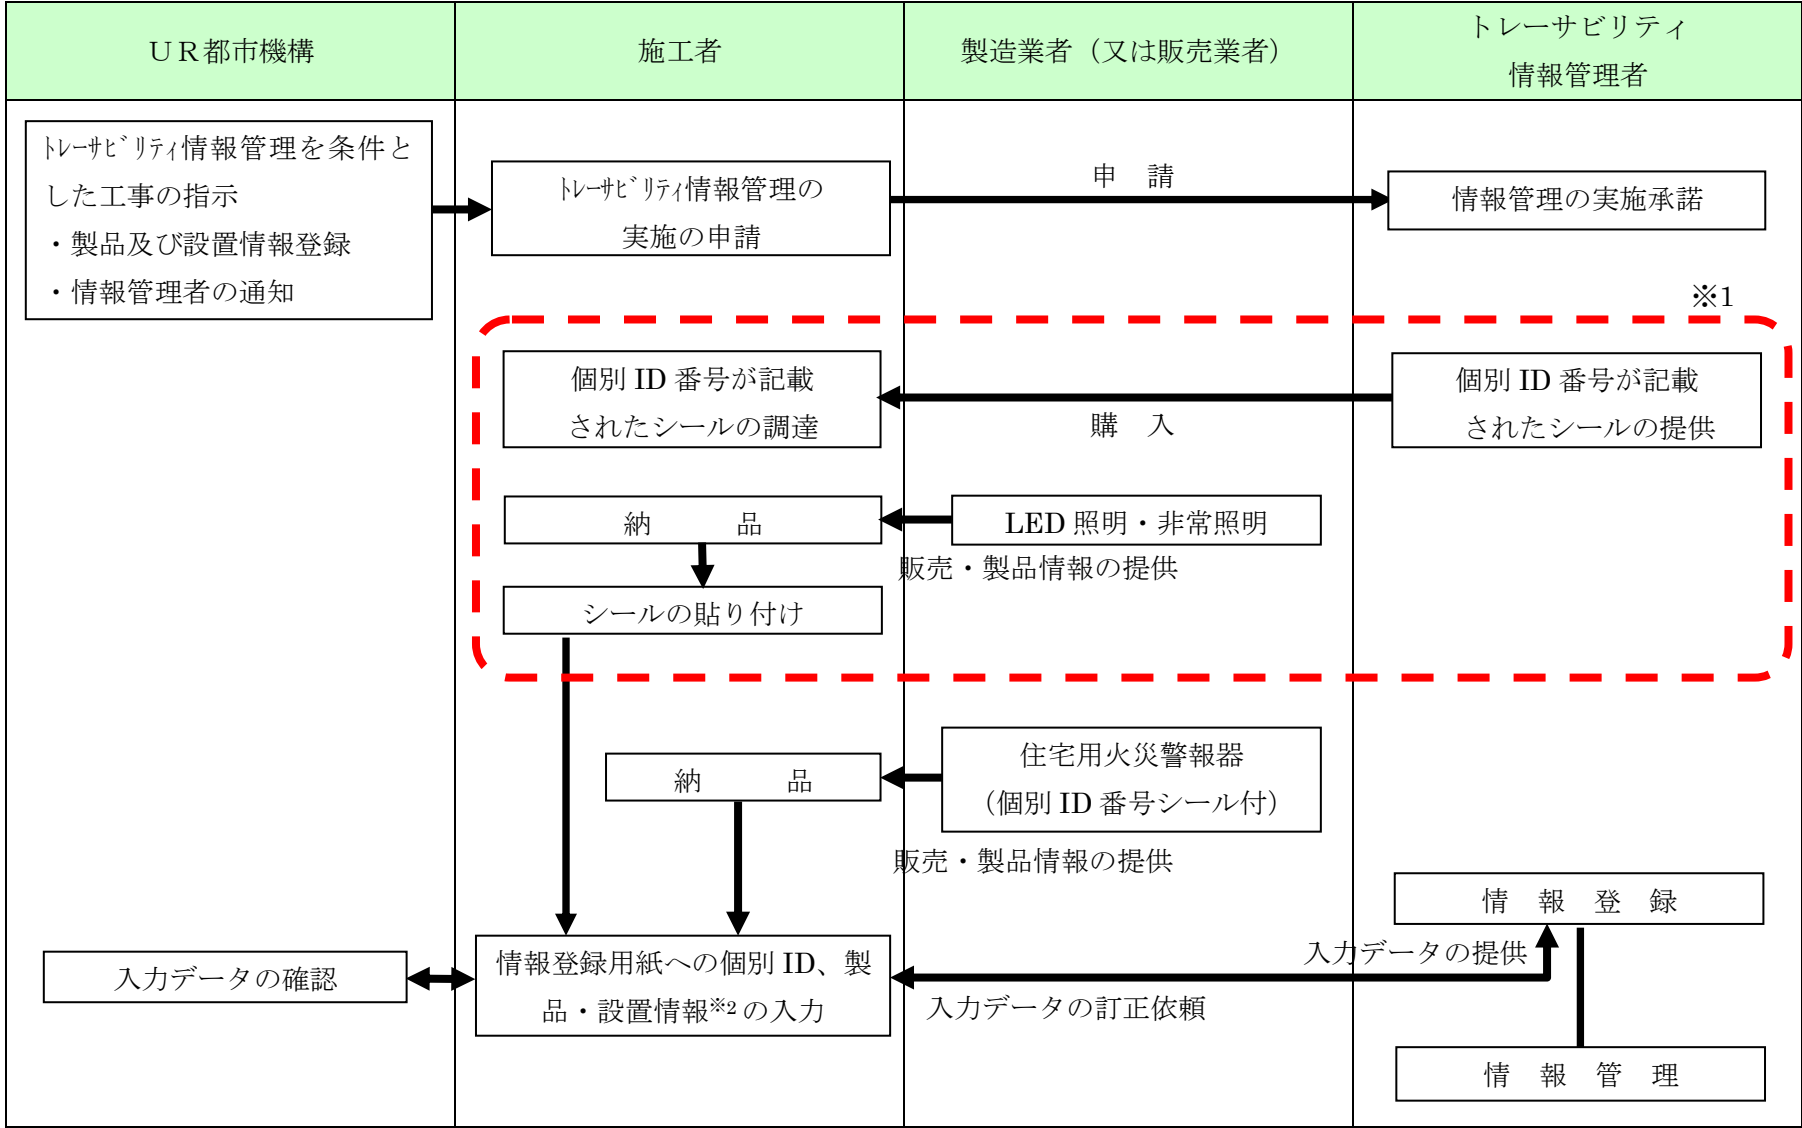 ＵＲ都市機構
施工者
製造業者（又は販売業者）
トレーサビリティ
情報管理者
ﾄﾚｰｻﾋﾞﾘﾃｨ情報管理を条件と
した工事の指示
・製品及び設置情報登録
・情報管理者の通知
ﾄﾚｰｻﾋﾞﾘﾃｨ情報管理の
実施の申請
申　請
情報管理の実施承諾
※1
個別 ID 番号が記載
されたシールの調達
購　入
個別 ID 番号が記載
されたシールの提供
納　　　品
LED 照明・非常照明
販売・製品情報の提供
シールの貼り付け
納　　　品
住宅用火災警報器
（個別 ID 番号シール付）
販売・製品情報の提供
情　報　登　録
入力データの提供
入力データの確認
情報登録用紙への個別 ID、製
品・設置情報※2 の入力
入力データの訂正依頼
情　報　管　理